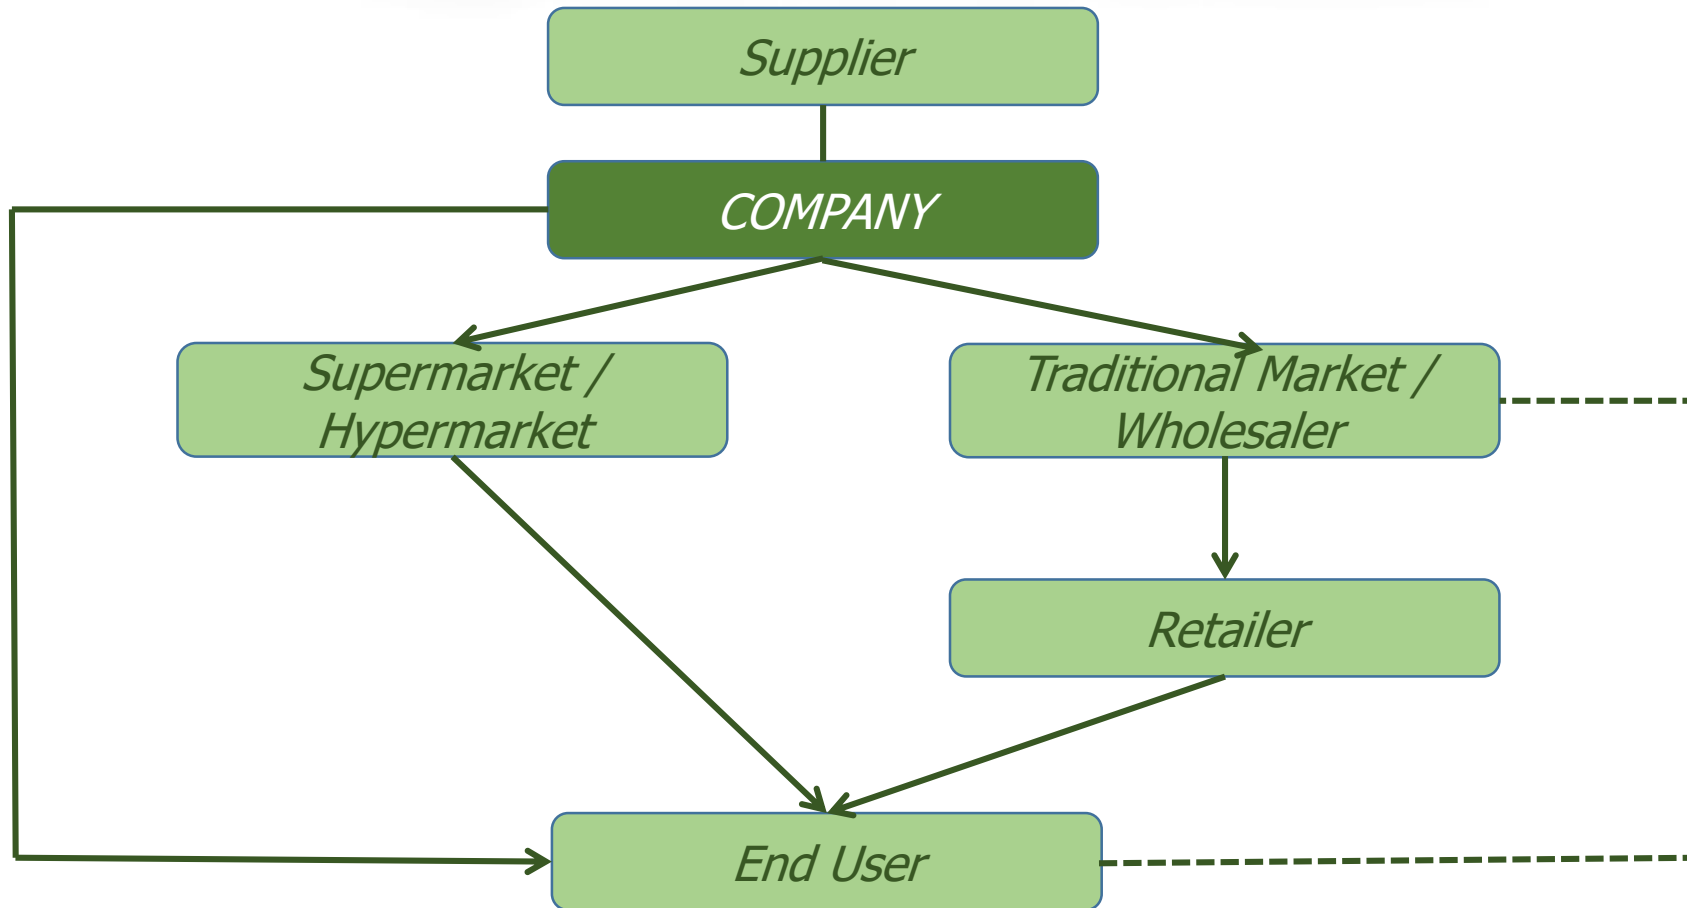 Supplier
COMPANY
Supermarket /
Hypermarket
Traditional Market /
Wholesaler
Retailer
End User